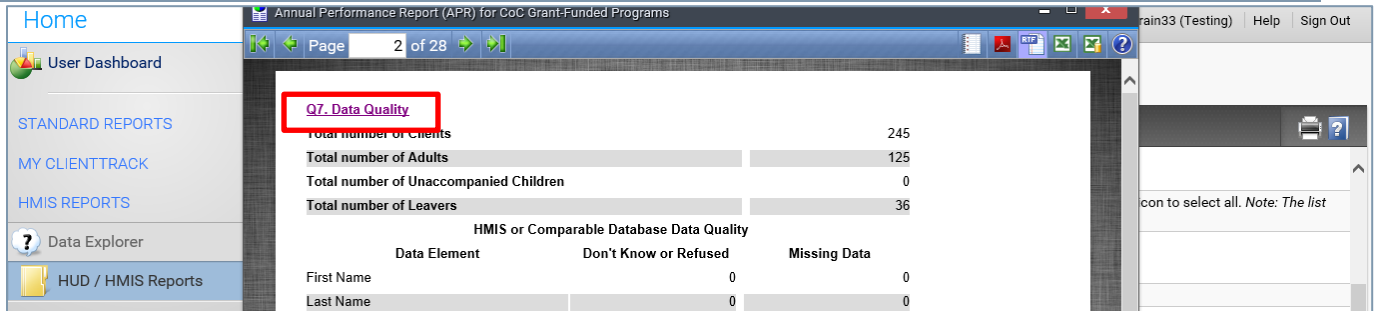 Home
User Dashboard
STANDARD REPORTS
MY CLIENTTRACK
HMIS REPORTS
Data Explorer
HUD / HMIS Reports
Annual Performance Report (APR) for CoC Grant-Funded Programs
Page 2 of 28
RTF
Q7. Data Quality
Total number of Clients 245
Total number of Adults 125
Total number of Unaccompanied Children 0
Total number of Leavers 36
HMIS or Comparable Database Data Quality
Data Element Don't Know or Refused Missing Data
First Name 0 0
Last Name 0 0
rain33 (Testing) Help Sign Out
con to select all. Note: The list